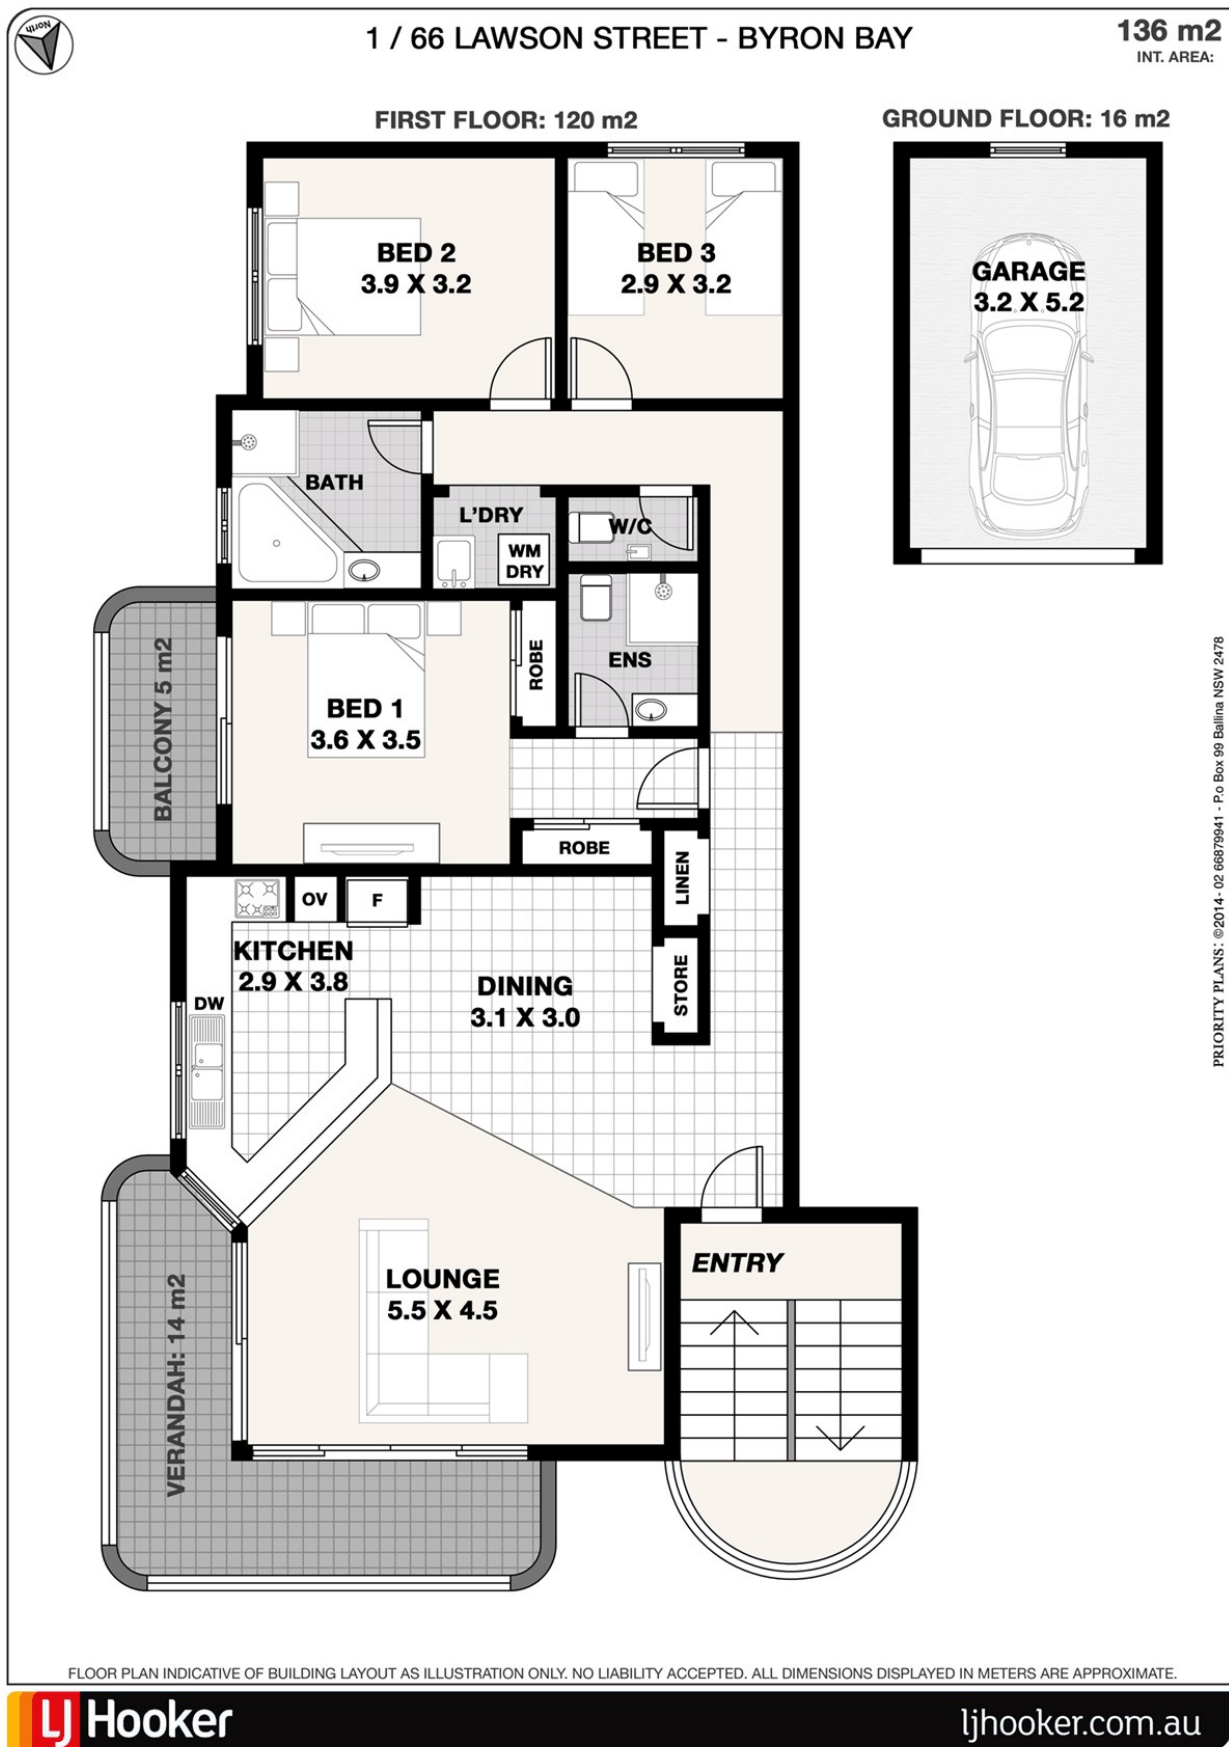 North
1 / 66 LAWSON STREET - BYRON BAY
136 m2
INT. AREA:
FIRST FLOOR: 120 m2
GROUND FLOOR: 16 m2
BED 2
3.9 X 3.2
BED 3
2.9 X 3.2
GARAGE
3.2 X 5.2
BATH
L'DRY
WM
DRY
W/C
ENS
ROBE
BED 1
3.6 X 3.5
BALCONY 5 m2
ROBE
LINEN
STORE
OV
F
KITCHEN
2.9 X 3.8
DW
DINING
3.1 X 3.0
LOUNGE
5.5 X 4.5
ENTRY
VERANDAH: 14 m2
PRIORITY PLANS: ©2014 - 02 66879941 - P.o Box 99 Ballina NSW 2478
FLOOR PLAN INDICATIVE OF BUILDING LAYOUT AS ILLUSTRATION ONLY. NO LIABILITY ACCEPTED. ALL DIMENSIONS DISPLAYED IN METERS ARE APPROXIMATE.
LJ Hooker
ljhooker.com.au